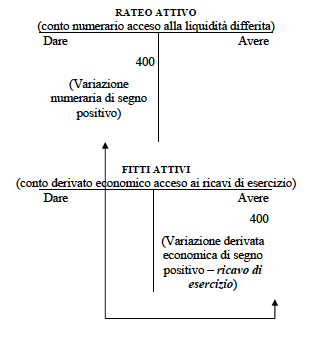 RATEO ATTIVO
(conto numerario acceso alla liquidità differita)
Dare Avere
400
(Variazione
numeraria di segno
positivo)
FITTI ATTIVI
(conto derivato economico acceso ai ricavi di esercizio)
Dare Avere
400
(Variazione derivata
economica di segno
positivo – ricavo di
esercizio)